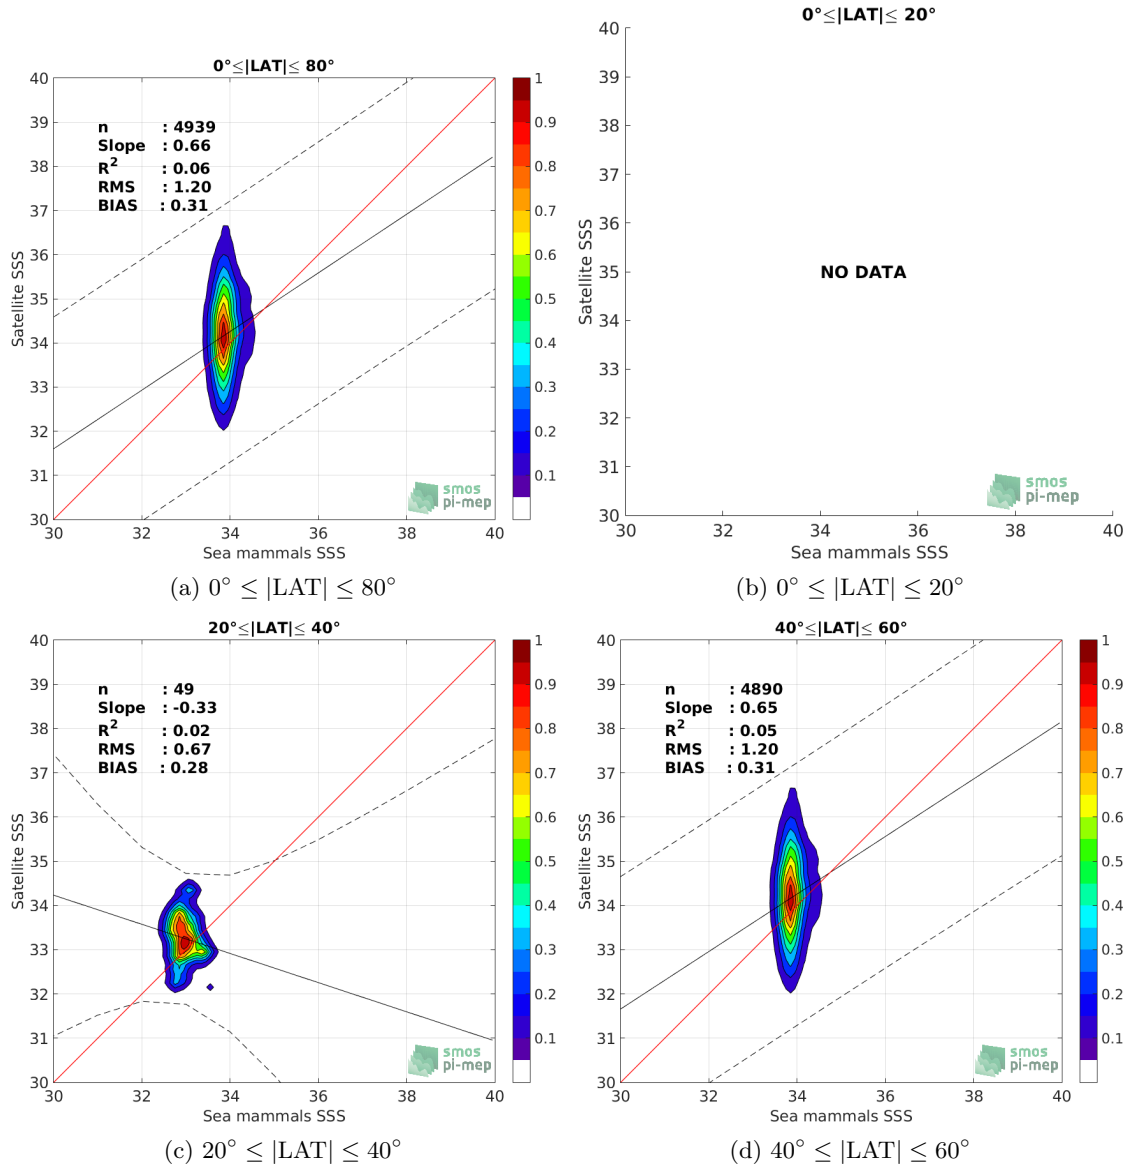 0°≤|LAT|≤ 80°
40
39
38
37
36
35
34
33
32
31
30
Satellite SSS
n : 4939
Slope : 0.66
R2 : 0.06
RMS : 1.20
BIAS : 0.31
smos
pi-mep
30 32 34 36 38 40
Sea mammals SSS
1
0.9
0.8
0.7
0.6
0.5
0.4
0.3
0.2
0.1
(a) 0° ≤ |LAT| ≤ 80°
0°≤|LAT|≤ 20°
40
39
38
37
36
35
34
33
32
31
30
Satellite SSS
NO DATA
smos
pi-mep
30 32 34 36 38 40
Sea mammals SSS
(b) 0° ≤ |LAT| ≤ 20°
20°≤|LAT|≤ 40°
40
39
38
37
36
35
34
33
32
31
30
Satellite SSS
n : 49
Slope : -0.33
R2 : 0.02
RMS : 0.67
BIAS : 0.28
smos
pi-mep
30 32 34 36 38 40
Sea mammals SSS
1
0.9
0.8
0.7
0.6
0.5
0.4
0.3
0.2
0.1
(c) 20° ≤ |LAT| ≤ 40°
40°≤|LAT|≤ 60°
40
39
38
37
36
35
34
33
32
31
30
Satellite SSS
n : 4890
Slope : 0.65
R2 : 0.05
RMS : 1.20
BIAS : 0.31
smos
pi-mep
30 32 34 36 38 40
Sea mammals SSS
1
0.9
0.8
0.7
0.6
0.5
0.4
0.3
0.2
0.1
(d) 40° ≤ |LAT| ≤ 60°